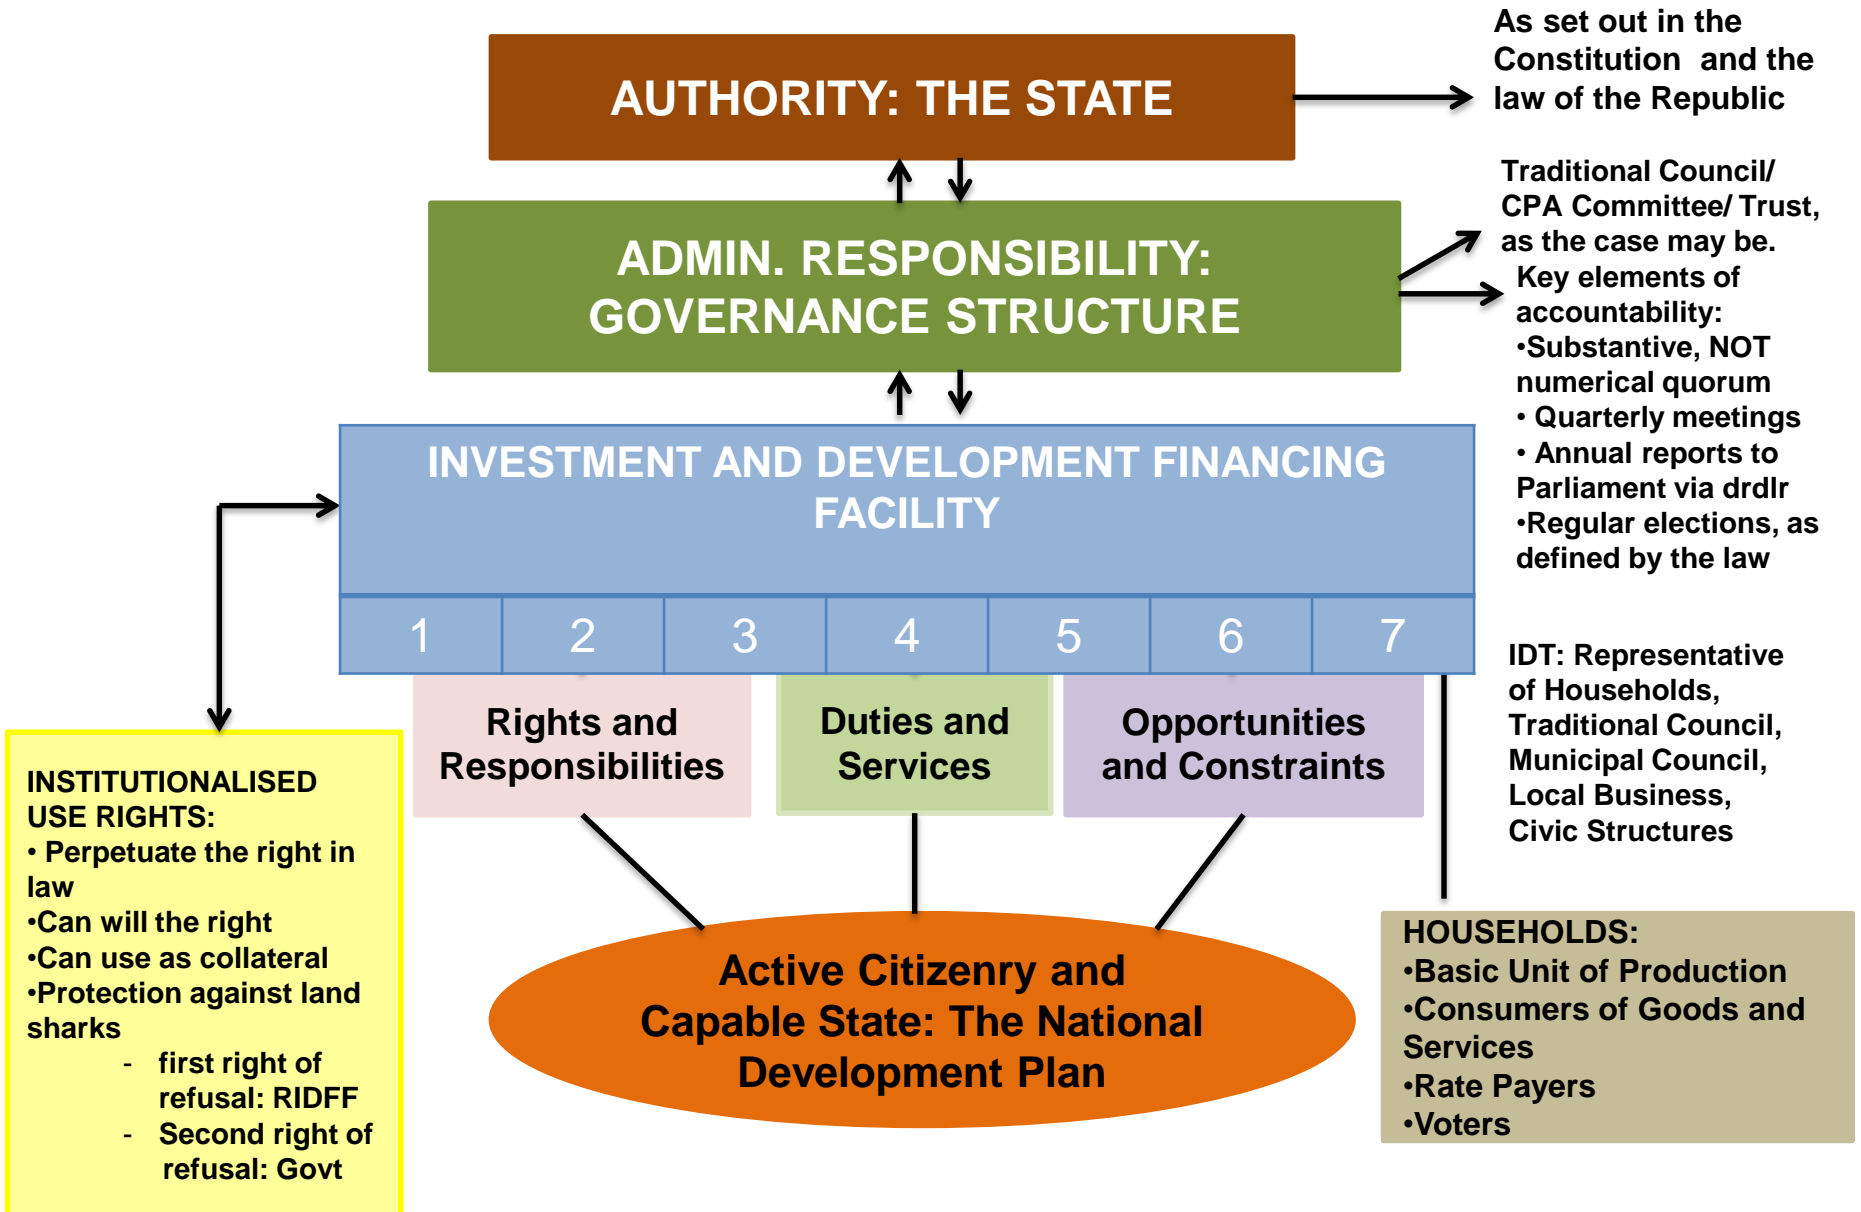 AUTHORITY: THE STATE
As set out in the
Constitution and the
law of the Republic
ADMIN. RESPONSIBILITY:
GOVERNANCE STRUCTURE
Traditional Council/
CPA Committee/ Trust,
as the case may be.
Key elements of
accountability:
•Substantive, NOT
numerical quorum
• Quarterly meetings
• Annual reports to
Parliament via drdlr
•Regular elections, as
defined by the law
INVESTMENT AND DEVELOPMENT FINANCING
FACILITY
1 2 3 4 5 6 7
IDT: Representative
of Households,
Traditional Council,
Municipal Council,
Local Business,
Civic Structures
Rights and
Responsibilities
Duties and
Services
Opportunities
and Constraints
INSTITUTIONALISED
USE RIGHTS:
• Perpetuate the right in
law
•Can will the right
•Can use as collateral
•Protection against land
sharks
- first right of
refusal: RIDFF
- Second right of
refusal: Govt
Active Citizenry and
Capable State: The National
Development Plan
HOUSEHOLDS:
•Basic Unit of Production
•Consumers of Goods and
Services
•Rate Payers
•Voters